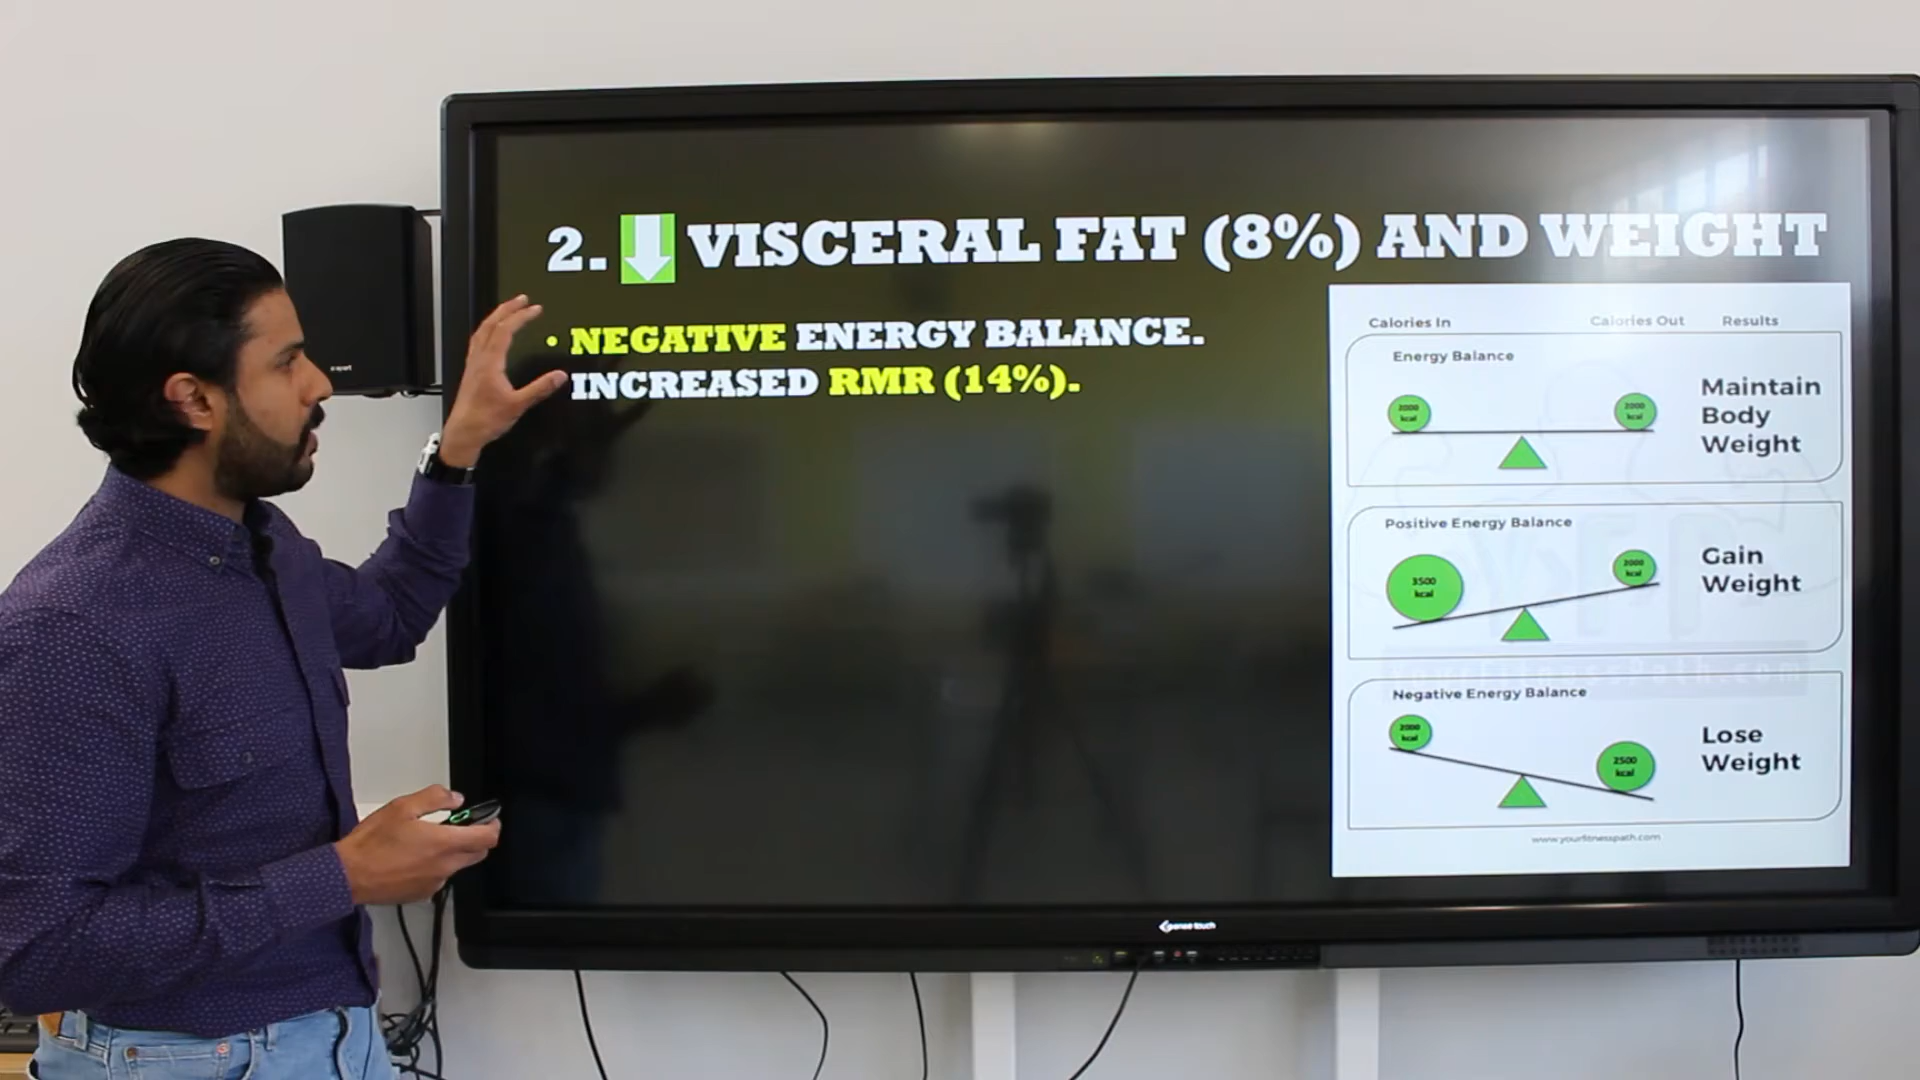 2. VISCERAL FAT (8%) AND WEIGHT
• NEGATIVE ENERGY BALANCE.
INCREASED RMR (14%).
Calories In Calories Out Results
Energy Balance
2000 kcal
2000 kcal
Maintain
Body
Weight
Positive Energy Balance
3500
kcal
2000
kcal
Gain
Weight
Negative Energy Balance
2000
kcal
2500
kcal
Lose
Weight
www.yourfitnesspath.com